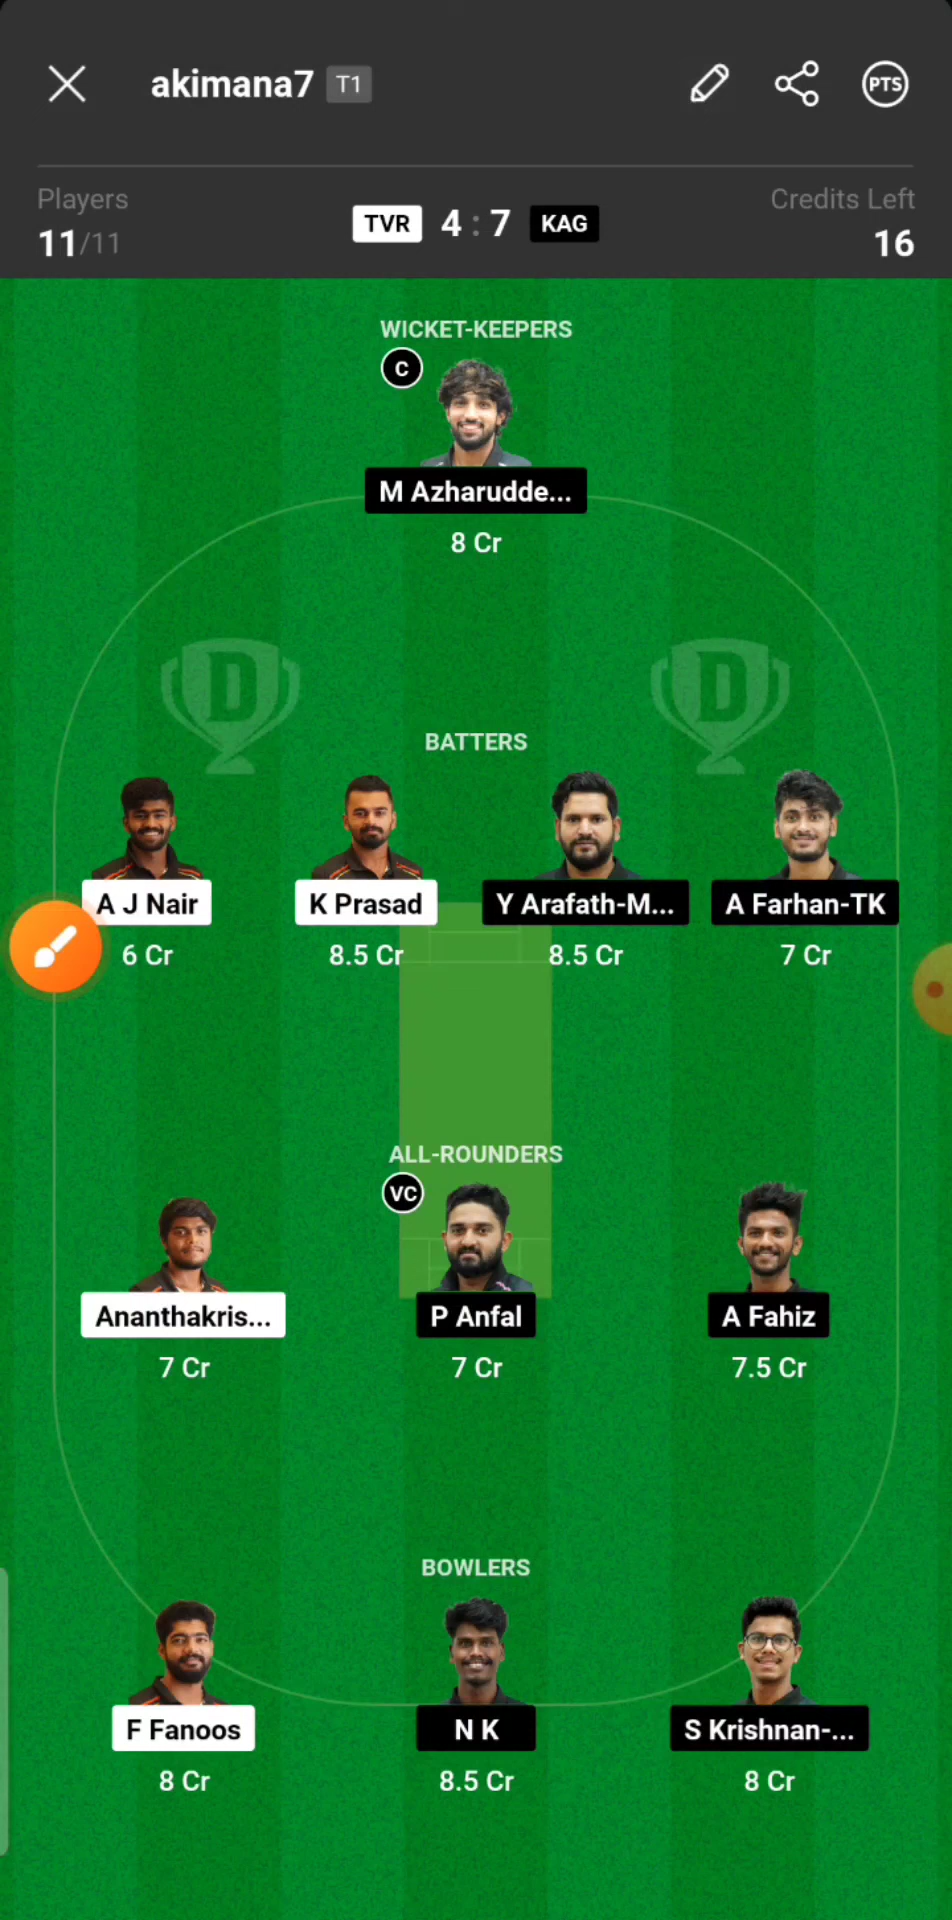 akimana7 T1
PTS
Players
11/11
TVR 4 : 7 KAG
Credits Left
16
WICKET-KEEPERS
C
M Azharudde...
8 Cr
D D
BATTERS
A J Nair K Prasad Y Arafath-M... A Farhan-TK
6 Cr 8.5 Cr 8.5 Cr 7 Cr
ALL-ROUNDERS
VC
Ananthakris... P Anfal A Fahiz
7 Cr 7 Cr 7.5 Cr
BOWLERS
F Fanoos N K S Krishnan-...
8 Cr 8.5 Cr 8 Cr